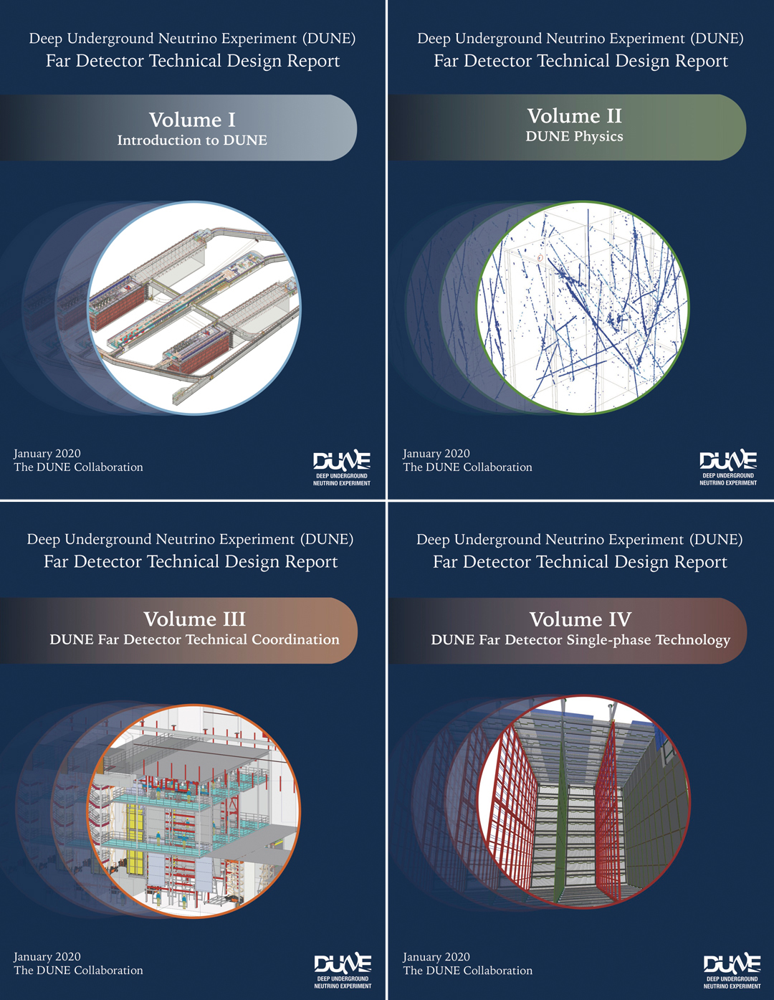 Deep Underground Neutrino Experiment (DUNE)
Far Detector Technical Design Report
Volume I
Introduction to DUNE
January 2020
The DUNE Collaboration
DUNE
DEEP UNDERGROUND
NEUTRINO EXPERIMENT
Deep Underground Neutrino Experiment (DUNE)
Far Detector Technical Design Report
Volume II
DUNE Physics
January 2020
The DUNE Collaboration
DUNE
DEEP UNDERGROUND
NEUTRINO EXPERIMENT
Deep Underground Neutrino Experiment (DUNE)
Far Detector Technical Design Report
Volume III
DUNE Far Detector Technical Coordination
January 2020
The DUNE Collaboration
DUNE
DEEP UNDERGROUND
NEUTRINO EXPERIMENT
Deep Underground Neutrino Experiment (DUNE)
Far Detector Technical Design Report
Volume IV
DUNE Far Detector Single-phase Technology
January 2020
The DUNE Collaboration
DUNE
DEEP UNDERGROUND
NEUTRINO EXPERIMENT